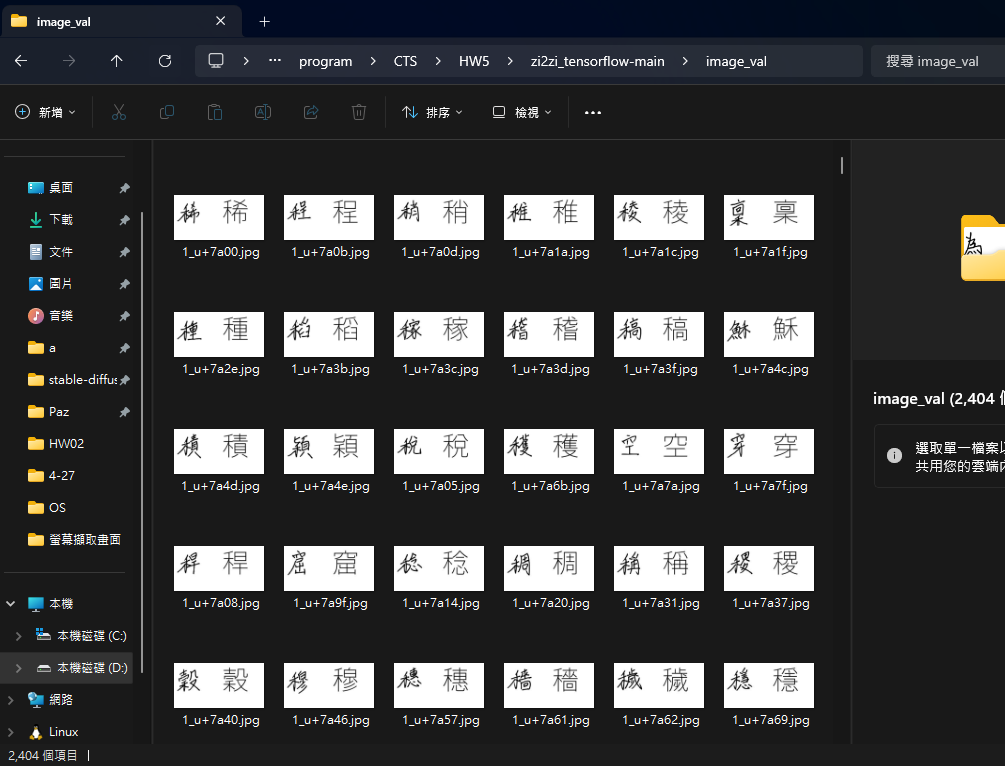 image_val
program CTS HW5 zi2zi_tensorflow-main image_val 搜尋 image_val
新增 排序 檢視
桌面
下載
文件
圖片
音樂
a
stable-diffus
Paz
HW02
4-27
OS
螢幕擷取畫面
本機
本機磁碟 (C:)
本機磁碟 (D:)
網路
Linux
稀 稀 程 程 稍 稍 稚 稚 稜 稜 稟 稟
1_u+7a00.jpg 1_u+7a0b.jpg 1_u+7a0d.jpg 1_u+7a1a.jpg 1_u+7a1c.jpg 1_u+7a1f.jpg
種 種 稻 稻 稼 稼 稽 稽 稿 稿 穌 穌
1_u+7a2e.jpg 1_u+7a3b.jpg 1_u+7a3c.jpg 1_u+7a3d.jpg 1_u+7a3f.jpg 1_u+7a4c.jpg
積 積 穎 穎 稅 稅 穫 穫 空 空 穿 穿
1_u+7a4d.jpg 1_u+7a4e.jpg 1_u+7a05.jpg 1_u+7a6b.jpg 1_u+7a7a.jpg 1_u+7a7f.jpg
稈 稈 窟 窟 稔 稔 稠 稠 稱 稱 稷 稷
1_u+7a08.jpg 1_u+7a9f.jpg 1_u+7a14.jpg 1_u+7a20.jpg 1_u+7a31.jpg 1_u+7a37.jpg
穀 穀 穆 穆 穗 穗 穡 穡 穢 穢 穩 穩
1_u+7a40.jpg 1_u+7a46.jpg 1_u+7a57.jpg 1_u+7a61.jpg 1_u+7a62.jpg 1_u+7a69.jpg
為
image_val (2,404
選取單一檔案以
共用您的雲端內
2,404 個項目